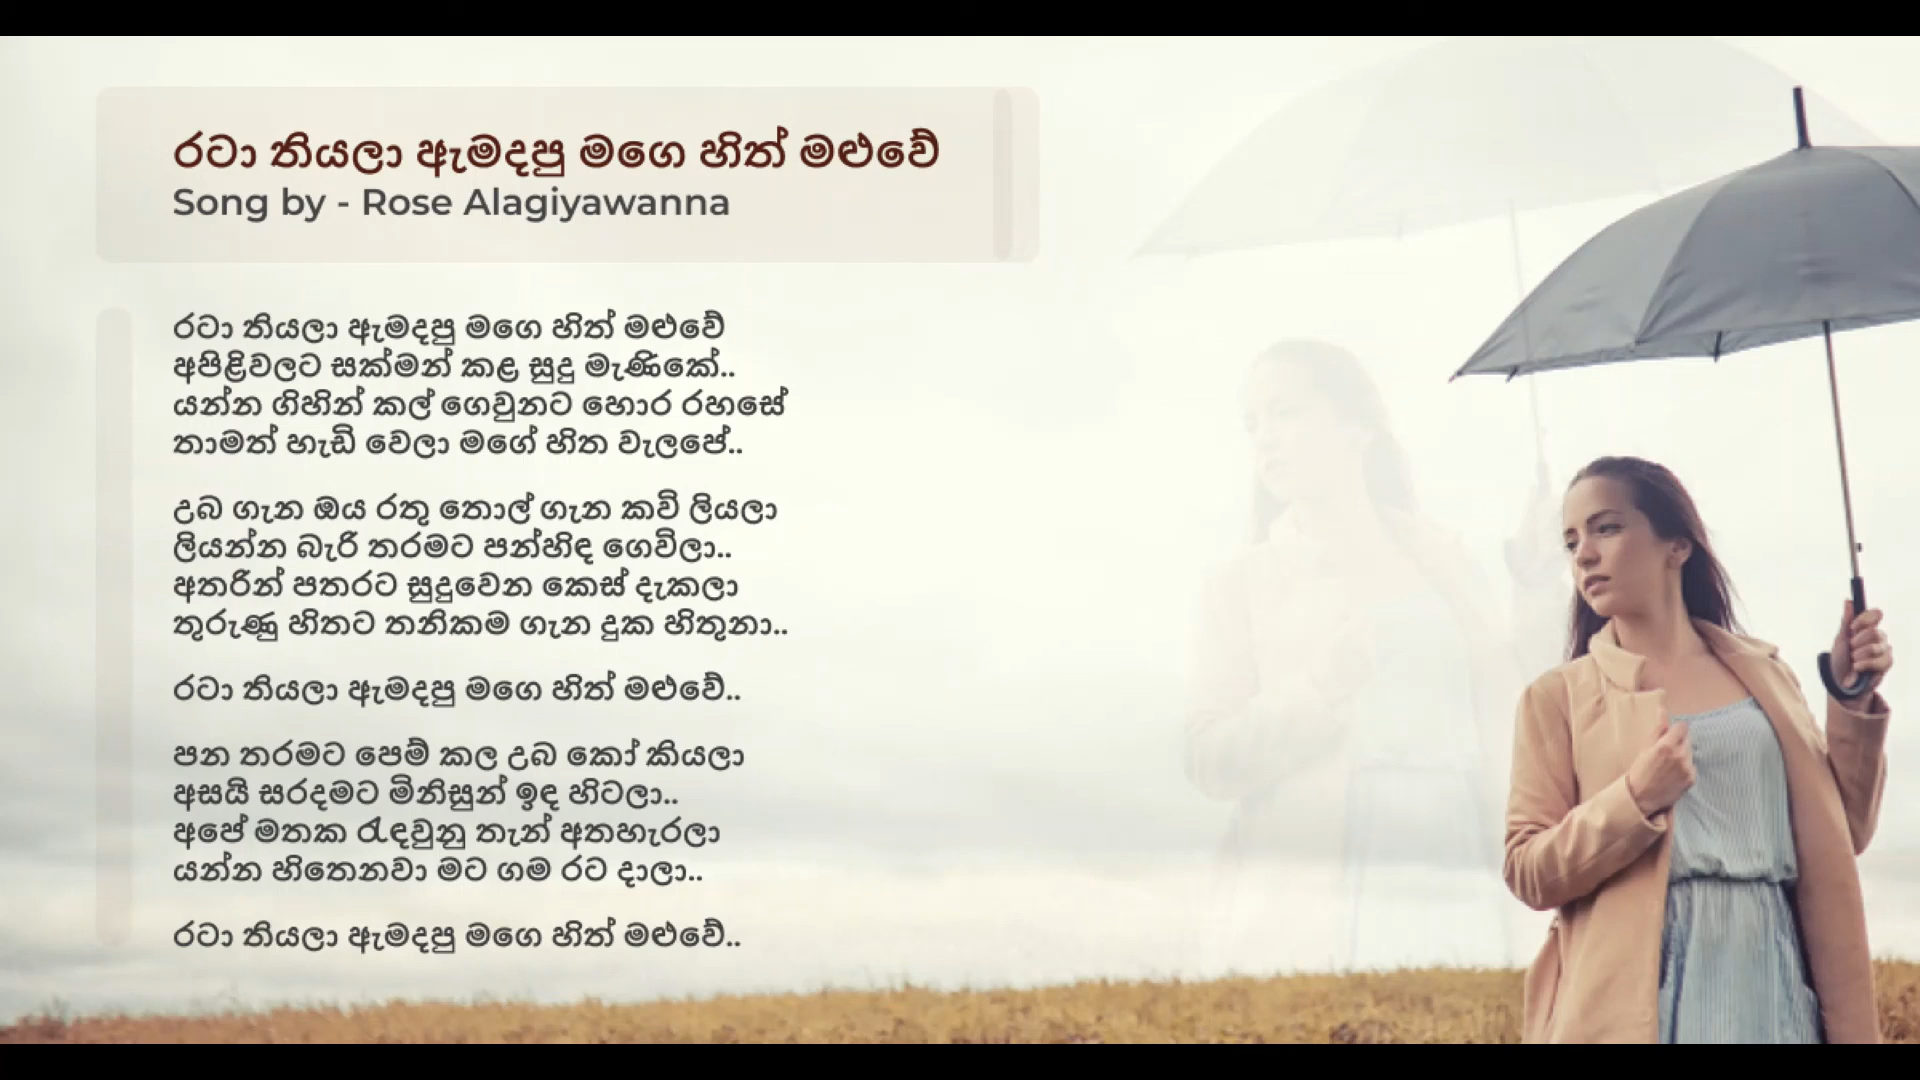 රටා තියලා ඇමදපු මගෙ හිත් මළුවේ
Song by - Rose Alagiyawanna
රටා තියලා ඇමදපු මගෙ හිත් මළුවේ
අපිළිවලට සක්මන් කළ සුදු මැණිකේ..
යන්න ගිහින් කල් ගෙවුනට හොර රහසේ
තාමත් හැඩි වෙලා මගේ හිත වැලපේ..
උබ ගැන ඔය රතු තොල් ගැන කවි ලියලා
ලියන්න බැරි තරමට පන්හිඳ ගෙවිලා..
අතරින් පතරට සුදුවෙන කෙස් දැකලා
තුරුණු හිතට තනිකම ගැන දුක හිතුනා..
රටා තියලා ඇමදපු මගෙ හිත් මළුවේ..
පන තරමට පෙම් කල උබ කෝ කියලා
අසයි සරදමට මිනිසුන් ඉඳ හිටලා..
අපේ මතක රැඳවුනු තැන් අතහැරලා
යන්න හිතෙනවා මට ගම රට දාලා..
රටා තියලා ඇමදපු මගෙ හිත් මළුවේ..